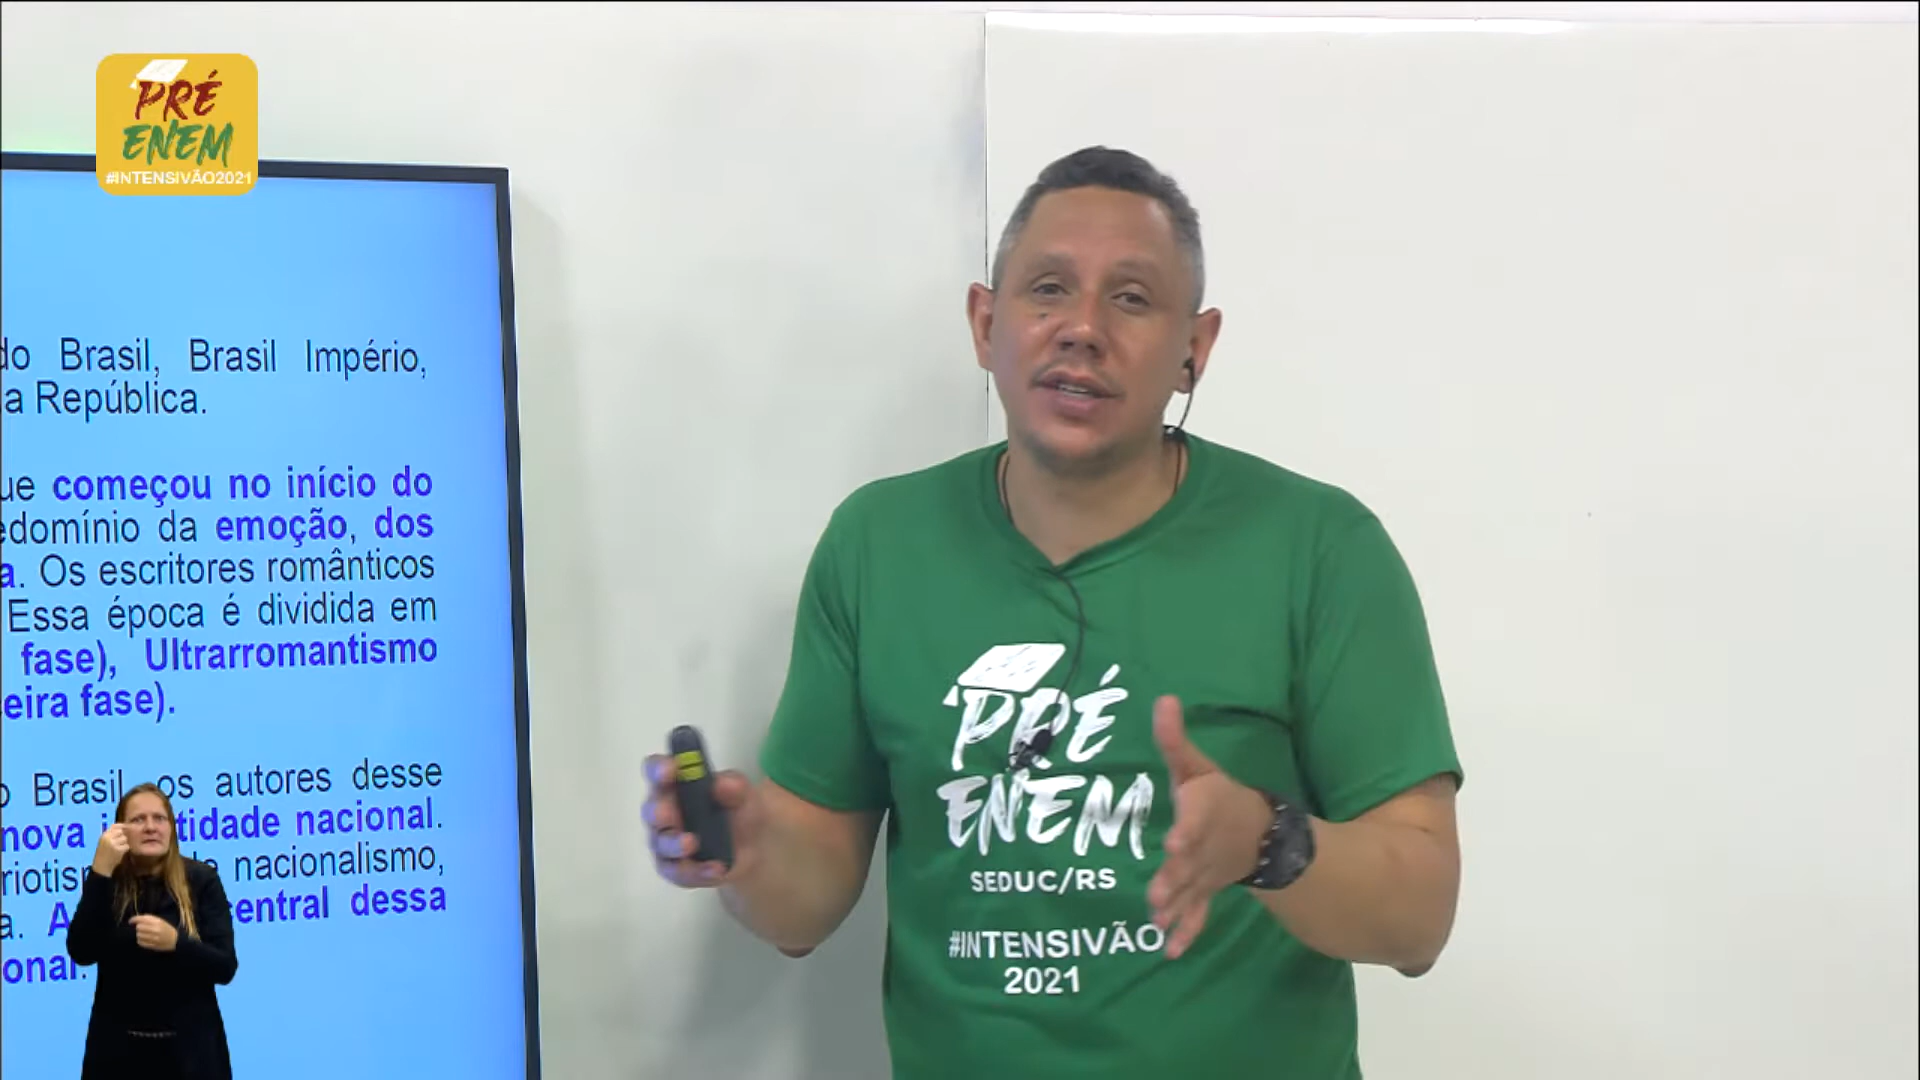 PRÉ
ENEM
#INTENSIVÃO2021
do Brasil, Brasil Império,
a República.
ue começou no início do
edomínio da emoção, dos
a. Os escritores românticos
Essa época é dividida em
fase), Ultrarromantismo
eira fase).
o Brasil, os autores desse
nova identidade nacional.
nacionalismo,
a. central dessa
onal.
PRÉ
ENEM
SEDUC/RS
#INTENSIVÃO
2021